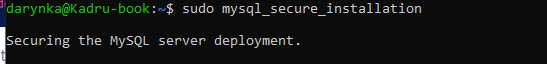 darynka@Kadru-book:~$ sudo mysql_secure_installation
Securing the MySQL server deployment.